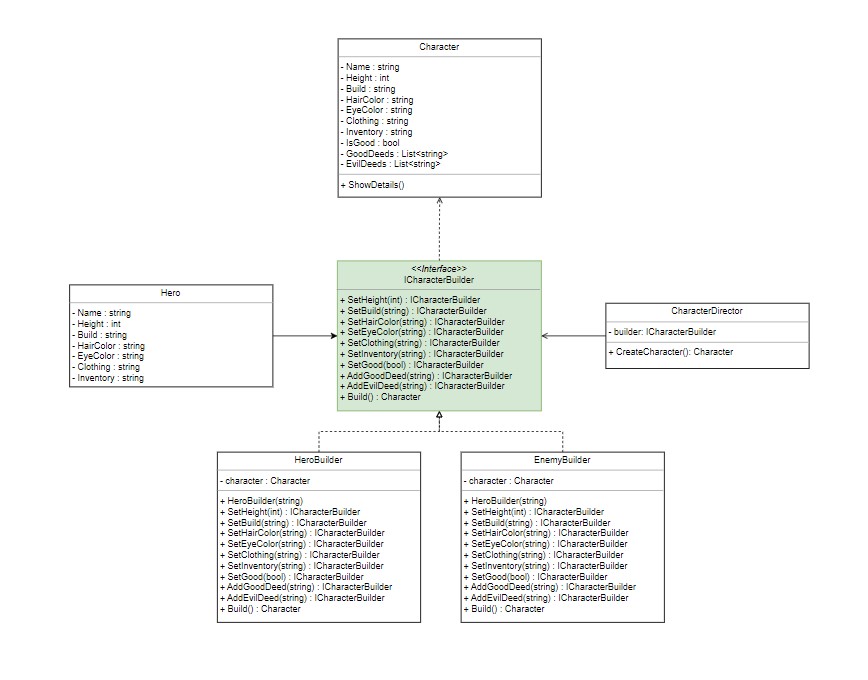 Character
- Name : string
- Height : int
- Build : string
- HairColor : string
- EyeColor : string
- Clothing : string
- Inventory : string
- IsGood : bool
- GoodDeeds : List<string>
- EvilDeeds : List<string>
+ ShowDetails()
<<Interface>>
ICharacterBuilder
+ SetHeight(int) : ICharacterBuilder
+ SetBuild(string) : ICharacterBuilder
+ SetHairColor(string) : ICharacterBuilder
+ SetEyeColor(string) : ICharacterBuilder
+ SetClothing(string) : ICharacterBuilder
+ SetInventory(string) : ICharacterBuilder
+ SetGood(bool) : ICharacterBuilder
+ AddGoodDeed(string) : ICharacterBuilder
+ AddEvilDeed(string) : ICharacterBuilder
+ Build() : Character
Hero
- Name : string
- Height : int
- Build : string
- HairColor : string
- EyeColor : string
- Clothing : string
- Inventory : string
CharacterDirector
- builder: ICharacterBuilder
+ CreateCharacter(): Character
HeroBuilder
- character : Character
+ HeroBuilder(string)
+ SetHeight(int) : ICharacterBuilder
+ SetBuild(string) : ICharacterBuilder
+ SetHairColor(string) : ICharacterBuilder
+ SetEyeColor(string) : ICharacterBuilder
+ SetClothing(string) : ICharacterBuilder
+ SetInventory(string) : ICharacterBuilder
+ SetGood(bool) : ICharacterBuilder
+ AddGoodDeed(string) : ICharacterBuilder
+ AddEvilDeed(string) : ICharacterBuilder
+ Build() : Character
EnemyBuilder
- character : Character
+ HeroBuilder(string)
+ SetHeight(int) : ICharacterBuilder
+ SetBuild(string) : ICharacterBuilder
+ SetHairColor(string) : ICharacterBuilder
+ SetEyeColor(string) : ICharacterBuilder
+ SetClothing(string) : ICharacterBuilder
+ SetInventory(string) : ICharacterBuilder
+ SetGood(bool) : ICharacterBuilder
+ AddGoodDeed(string) : ICharacterBuilder
+ AddEvilDeed(string) : ICharacterBuilder
+ Build() : Character